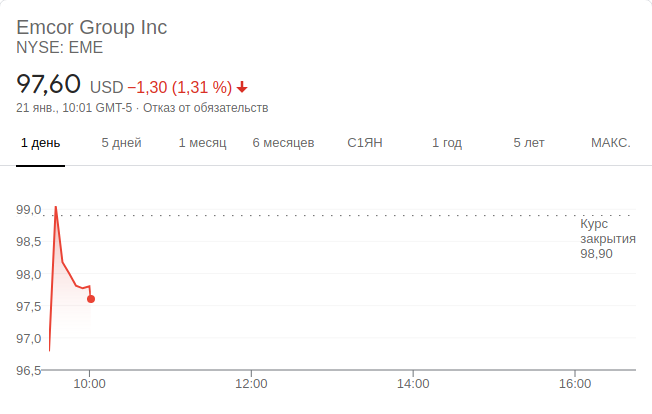 Emcor Group Inc
NYSE: EME
97,60 USD −1,30 (1,31 %)
21 янв., 10:01 GMT-5 · Отказ от обязательств
1 день 5 дней 1 месяц 6 месяцев С1ЯН 1 год 5 лет МАКС.
99,0
Курс
закрытия
98,90
98,5
98,0
97,5
97,0
96,5
10:00 12:00 14:00 16:00